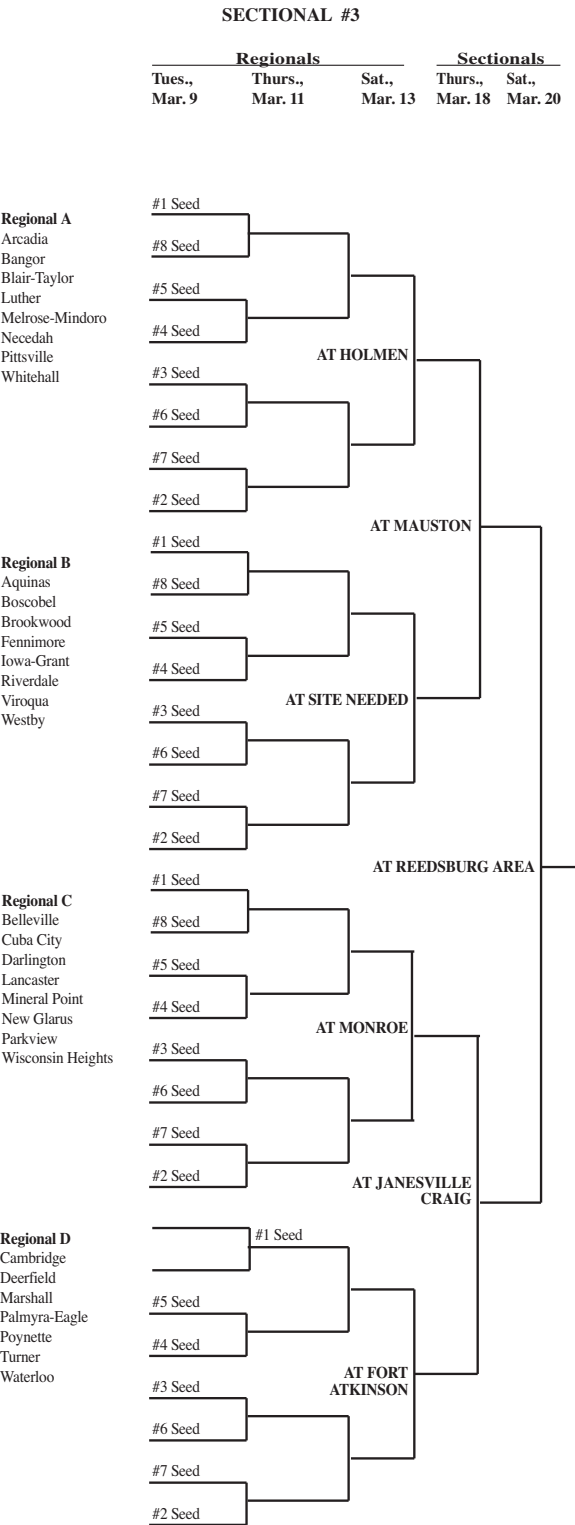 SECTIONAL #3
Regionals Sectionals
Tues., Thurs., Sat., Thurs., Sat.,
Mar. 9 Mar. 11 Mar. 13 Mar. 18 Mar. 20
Regional A
Arcadia
Bangor
Blair-Taylor
Luther
Melrose-Mindoro
Necedah
Pittsville
Whitehall
#1 Seed
#8 Seed
#5 Seed
#4 Seed
#3 Seed
#6 Seed
#7 Seed
#2 Seed
AT HOLMEN
AT MAUSTON
Regional B
Aquinas
Boscobel
Brookwood
Fennimore
Iowa-Grant
Riverdale
Viroqua
Westby
#1 Seed
#8 Seed
#5 Seed
#4 Seed
#3 Seed
#6 Seed
#7 Seed
#2 Seed
AT SITE NEEDED
AT REEDSBURG AREA
Regional C
Belleville
Cuba City
Darlington
Lancaster
Mineral Point
New Glarus
Parkview
Wisconsin Heights
#1 Seed
#8 Seed
#5 Seed
#4 Seed
#3 Seed
#6 Seed
#7 Seed
#2 Seed
AT MONROE
AT JANESVILLE
CRAIG
Regional D
Cambridge
Deerfield
Marshall
Palmyra-Eagle
Poynette
Turner
Waterloo
#1 Seed
#5 Seed
#4 Seed
#3 Seed
#6 Seed
#7 Seed
#2 Seed
AT FORT
ATKINSON